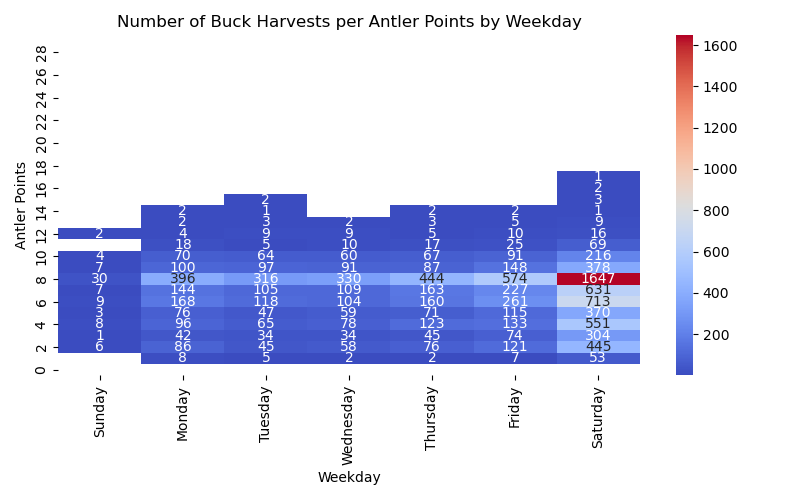 Number of Buck Harvests per Antler Points by Weekday
Antler Points
28
26
24
22
20
18
1
16 2
2 3
14 2 1 2 2 1
2 3 2 3 5 9
12 2 4 9 9 5 10 16
18 5 10 17 25 69
10 4 70 64 60 67 91 216
7 100 97 91 87 148 378
8 30 396 316 330 444 574 1647
7 144 105 109 163 227 631
6 9 168 118 104 160 261 713
3 76 47 59 71 115 370
4 8 96 65 78 123 133 551
1 42 34 34 45 74 304
2 6 86 45 58 76 121 445
8 5 2 2 7 53
0
Sunday Monday Tuesday Wednesday Thursday Friday Saturday
Weekday
1600
1400
1200
1000
800
600
400
200